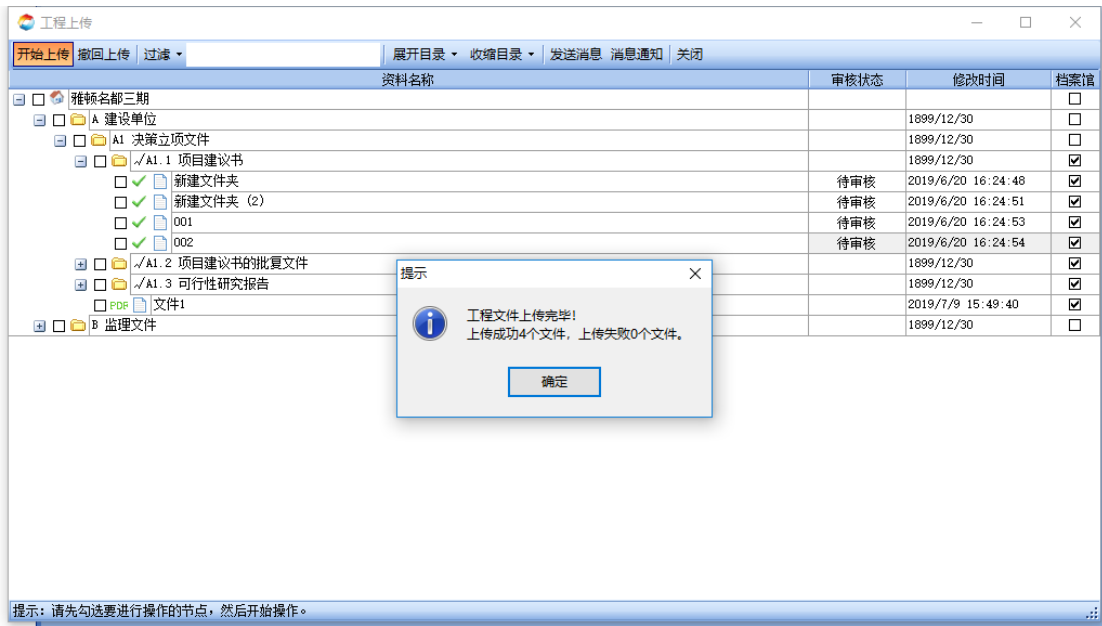 工程上传
开始上传 撤回上传 过滤 展开目录 收缩目录 发送消息 消息通知 关闭
资料名称 审核状态 修改时间 档案馆
雅顿名都三期
A 建设单位 1899/12/30
A1 决策立项文件 1899/12/30
√A1.1 项目建议书 1899/12/30
新建文件夹 待审核 2019/6/20 16:24:48
新建文件夹 (2) 待审核 2019/6/20 16:24:51
001 待审核 2019/6/20 16:24:53
002 待审核 2019/6/20 16:24:54
√A1.2 项目建议书的批复文件 1899/12/30
√A1.3 可行性研究报告 1899/12/30
PDF 文件1 2019/7/9 15:49:40
B 监理文件 1899/12/30
提示
工程文件上传完毕!
上传成功4个文件，上传失败0个文件。
确定
提示: 请先勾选要进行操作的节点，然后开始操作。